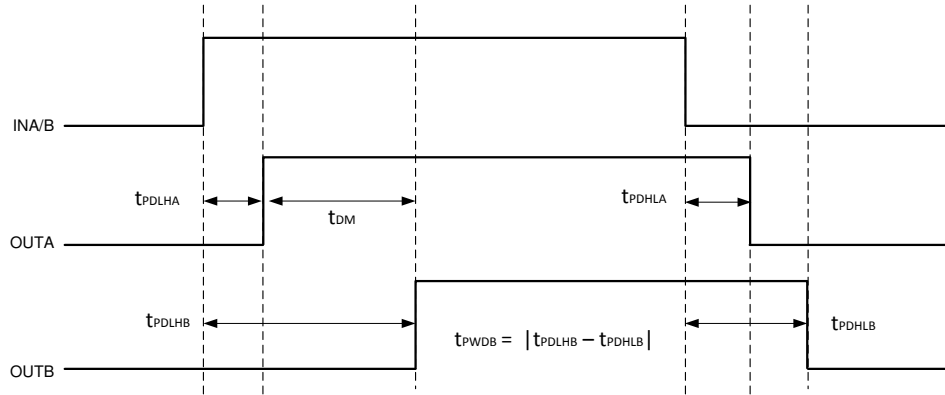 INA/B
tPDLHA
tDM
tPDHLA
OUTA
tPDLHB
tPWDB = |tPDLHB – tPDHLB|
tPDHLB
OUTB